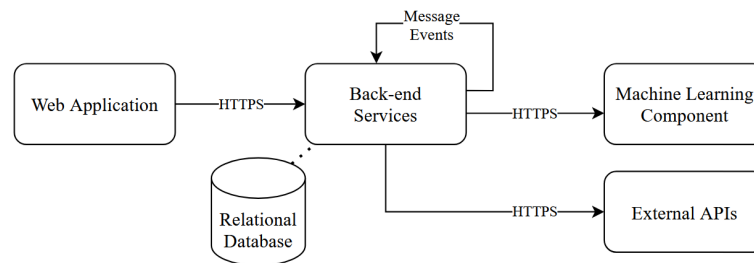 Message
Events
Web Application
HTTPS
Back-end
Services
HTTPS
Machine Learning
Component
Relational
Database
HTTPS
External APIs